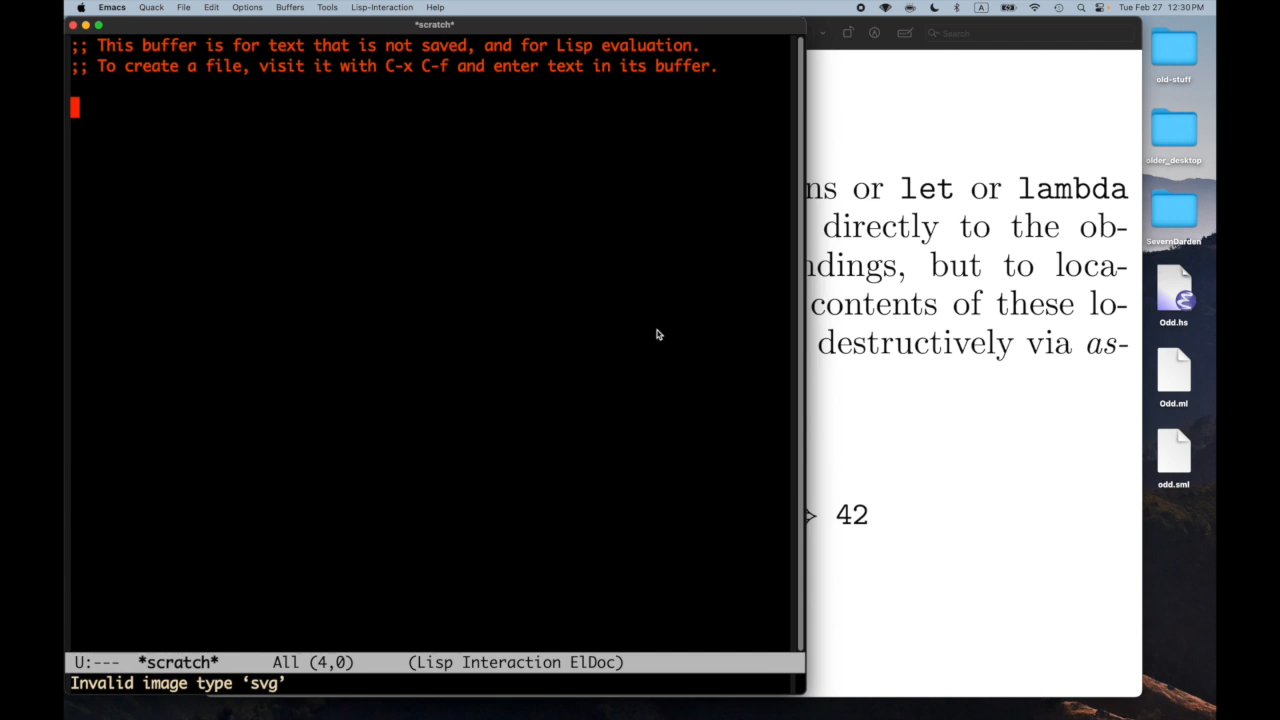 Emacs Quack File Edit Options Buffers Tools Lisp-Interaction Help
A
Tue Feb 27 12:30 PM
*scratch*
;; This buffer is for text that is not saved, and for Lisp evaluation.
;; To create a file, visit it with C-x C-f and enter text in its buffer.
U:--- *scratch* All (4,0) (Lisp Interaction ElDoc)
Invalid image type ‘svg’
Search
ns or let or lambda
directly to the ob-
ndings, but to loca-
contents of these lo-
destructively via as-
42
old-stuff
older_desktop
SevernDarden
Odd.hs
Odd.ml
odd.sml